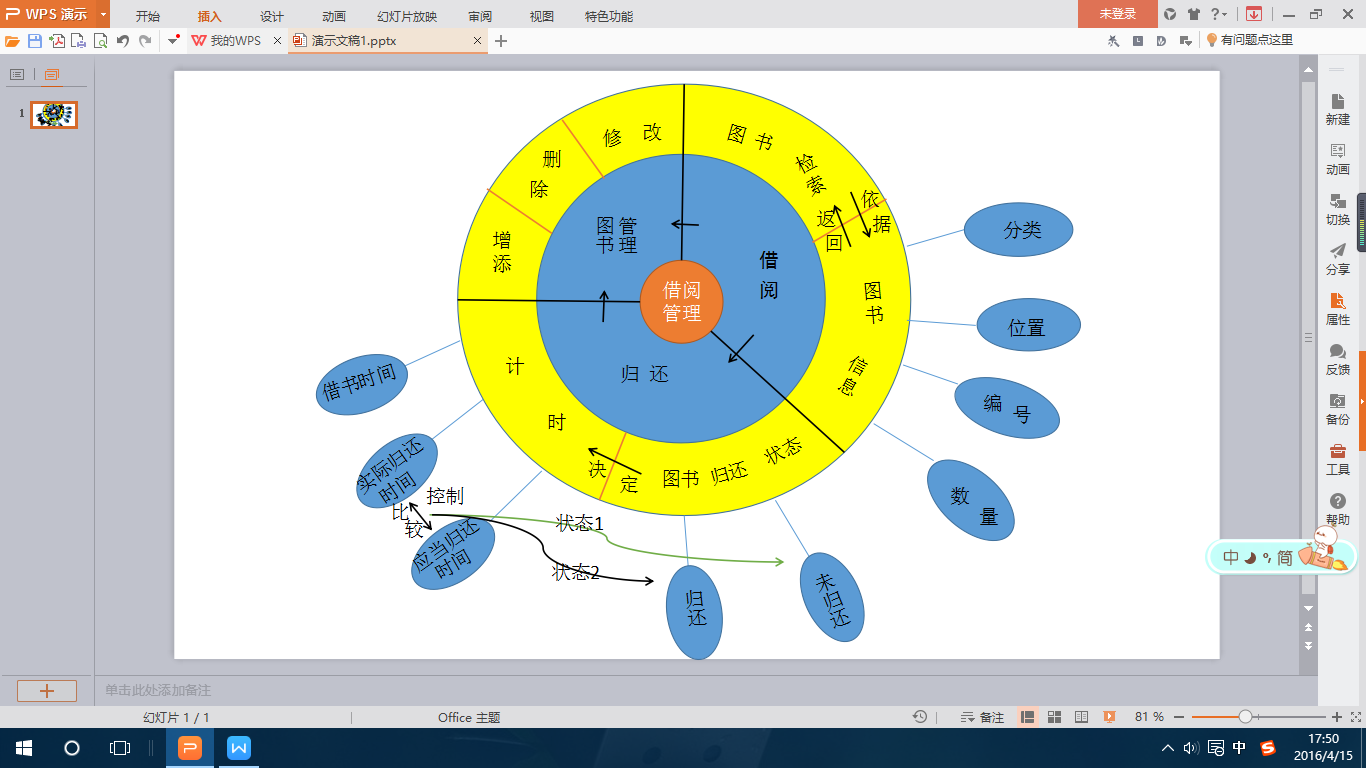 WPS 演示
开始
插入
设计
动画
幻灯片放映
审阅
视图
特色功能
未登录
我的WPS
演示文稿1.pptx
有问题点这里
1
修 改
删
除
增
添
图 书
检
索
返
回
依
据
图书
管理
借
阅
借阅
管理
归 还
图
书
信
息
计
时
决
定
图书 归还 状态
分类
位置
编 号
数 量
借书时间
实际归还
时间
应当归还
时间
比
较
控制
状态1
状态2
归
还
未
归
还
新建
动画
切换
分享
属性
反馈
备份
工具
帮助
中 简
单击此处添加备注
幻灯片 1 / 1
Office 主题
备注
81 %
中
17:50
2016/4/15